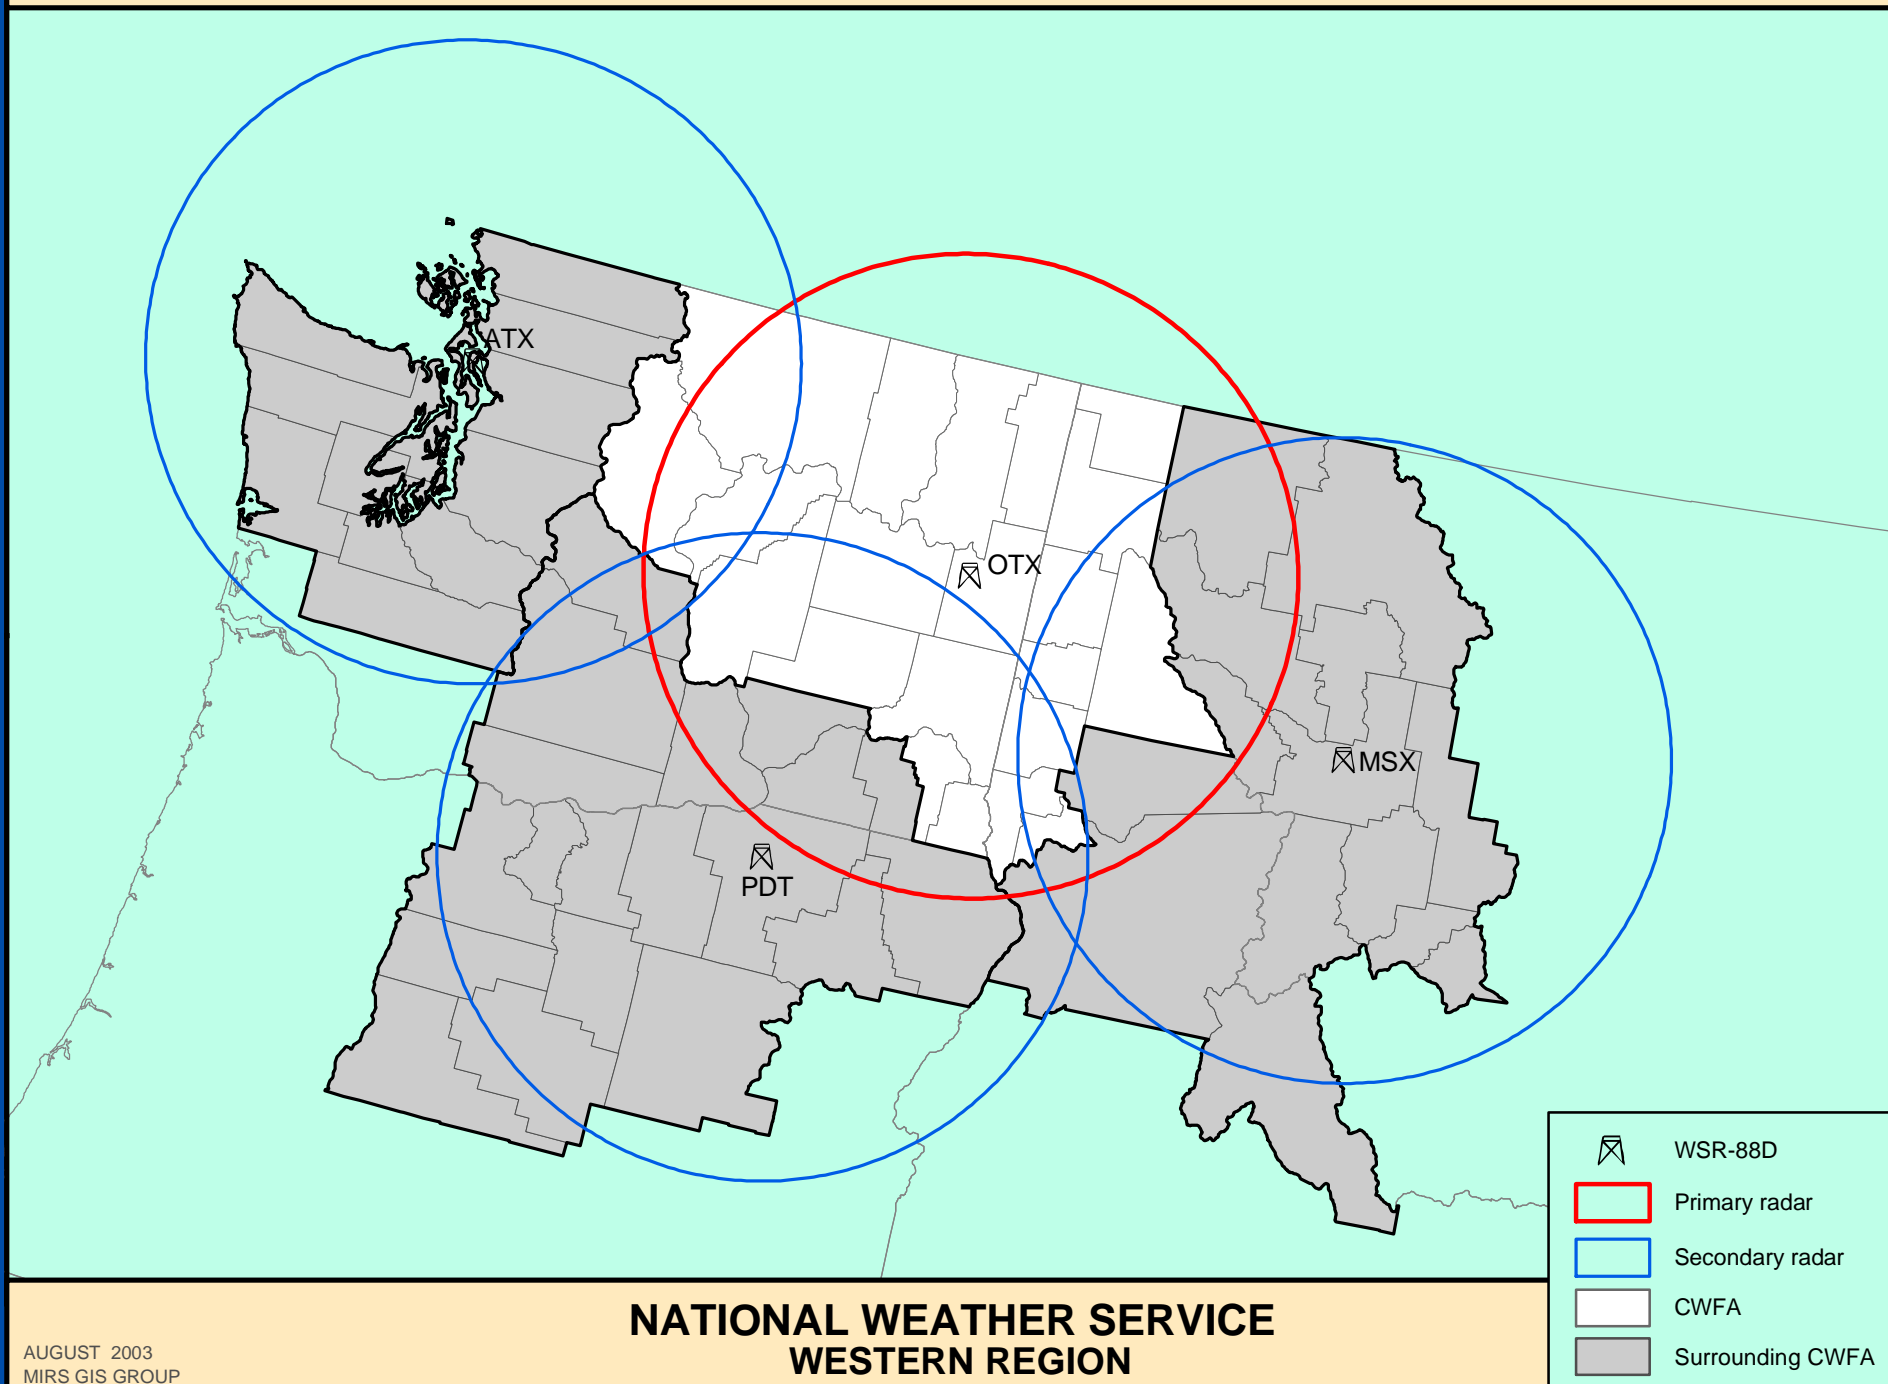 ATX
OTX
MSX
PDT
WSR-88D
Primary radar
Secondary radar
CWFA
Surrounding CWFA
NATIONAL WEATHER SERVICE
WESTERN REGION
AUGUST 2003
MIRS GIS GROUP